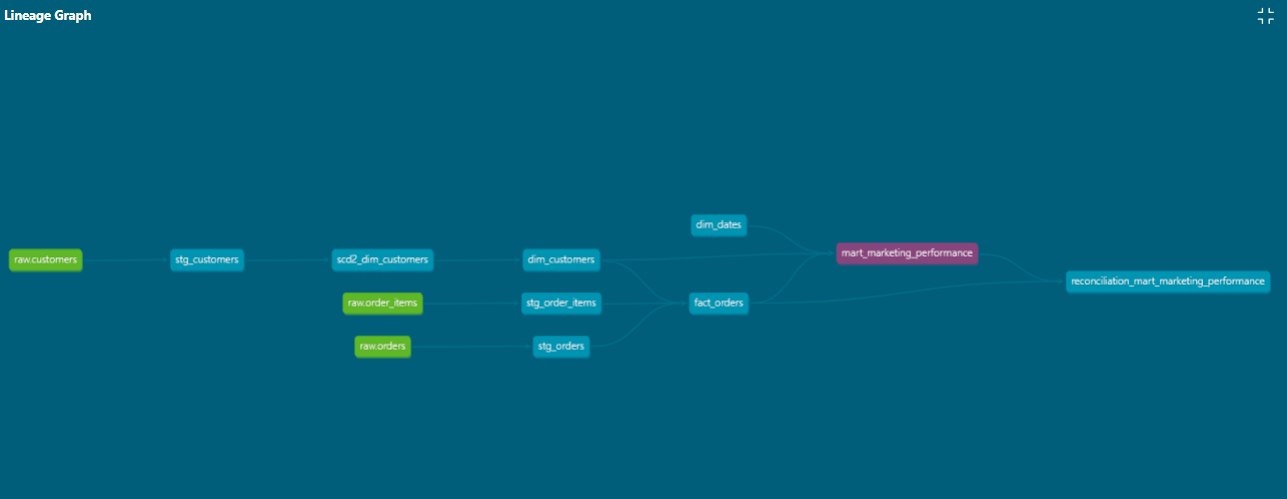 Lineage Graph
dim_dates
raw.customers
stg_customers
scd2_dim_customers
dim_customers
mart_marketing_performance
reconciliation_mart_marketing_performance
raw.order_items
stg_order_items
fact_orders
raw.orders
stg_orders